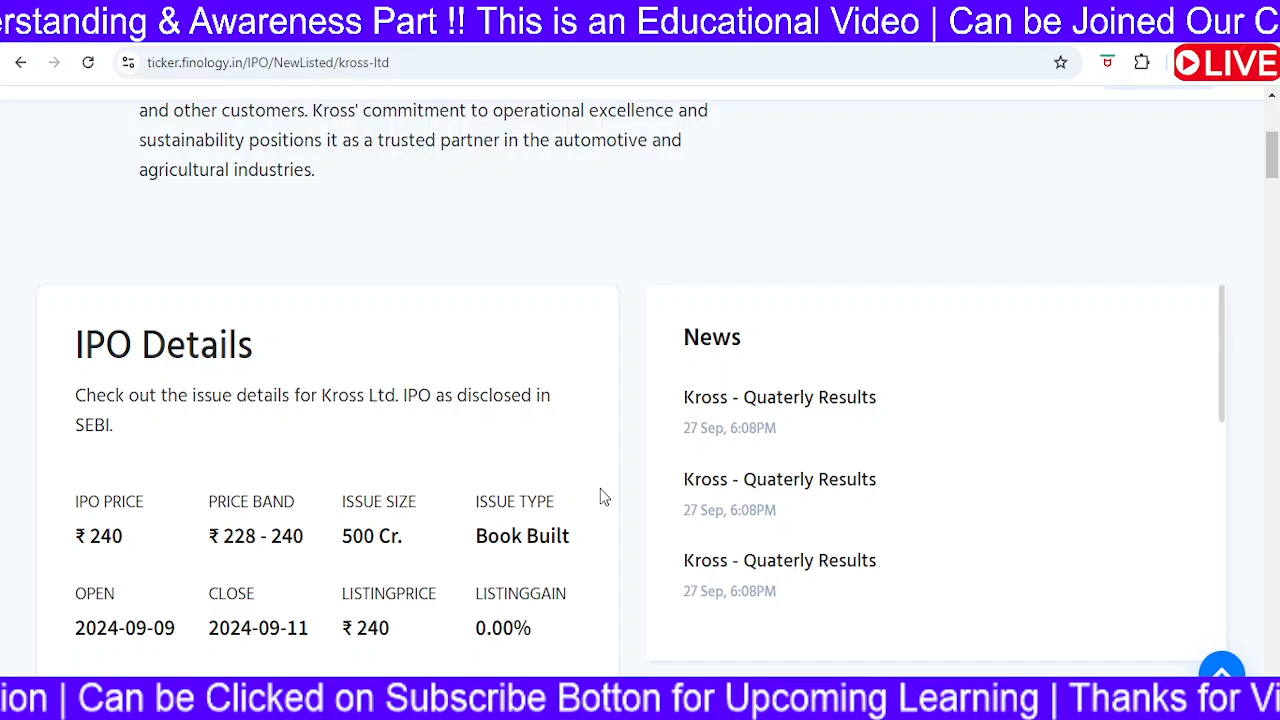 erstanding & Awareness Part !! This is an Educational Video | Can be Joined Our C
ticker.finology.in/IPO/NewListed/kross-ltd
LIVE
and other customers. Kross' commitment to operational excellence and
sustainability positions it as a trusted partner in the automotive and
agricultural industries.
IPO Details
Check out the issue details for Kross Ltd. IPO as disclosed in
SEBI.
IPO PRICE PRICE BAND ISSUE SIZE ISSUE TYPE
₹ 240 ₹ 228 - 240 500 Cr. Book Built
OPEN CLOSE LISTINGPRICE LISTINGGAIN
2024-09-09 2024-09-11 ₹ 240 0.00%
News
Kross - Quaterly Results
27 Sep, 6:08PM
Kross - Quaterly Results
27 Sep, 6:08PM
Kross - Quaterly Results
27 Sep, 6:08PM
ion | Can be Clicked on Subscribe Botton for Upcoming Learning | Thanks for Vi